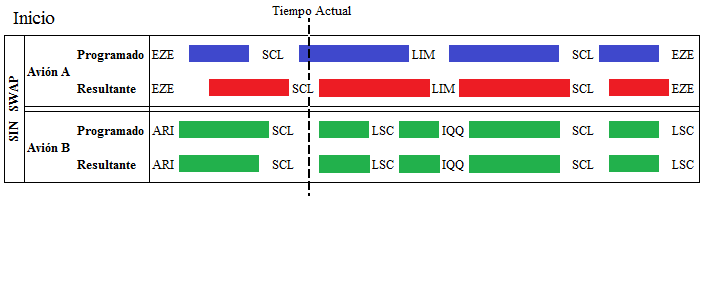 Inicio
Tiempo Actual
SIN SWAP
Avión A
Programado EZE SCL LIM SCL EZE
Resultante EZE SCL LIM SCL EZE
Avión B
Programado ARI SCL LSC IQQ SCL LSC
Resultante ARI SCL LSC IQQ SCL LSC